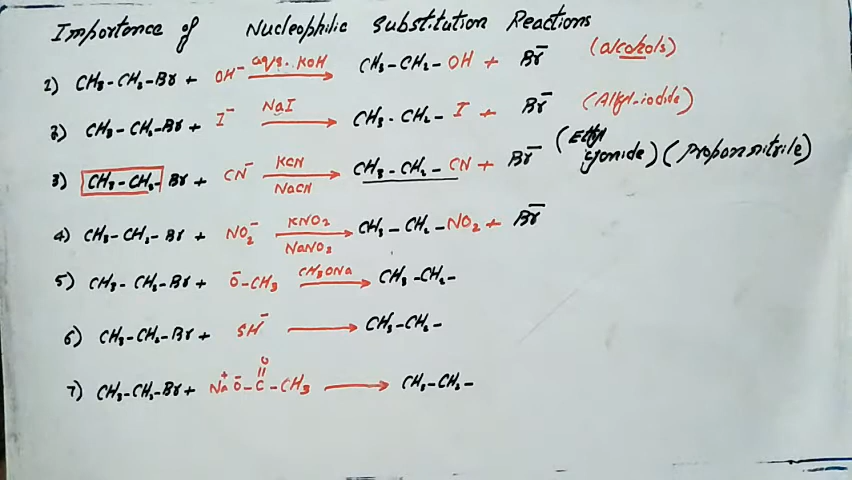 Importance of Nucleophilic Substitution Reactions
1) CH₃-CH₂-Br + OH⁻ aqs. KOH → CH₃-CH₂-OH + Br⁻ (alcohols)
2) CH₃-CH₂-Br + I⁻ NaI → CH₃-CH₂-I + Br⁻ (Alkyl-iodide)
3) CH₃-CH₂-Br + CN⁻ KCN → NaCN CH₃-CH₂-CN + Br⁻ (Ethyl cyonide) (Propannitrile)
4) CH₃-CH₂-Br + NO₂⁻ KNO₂ → NaNO₂ CH₃-CH₂-NO₂ + Br⁻
5) CH₃-CH₂-Br + ⁻O-CH₃ CH₃ONa → CH₃-CH₂-
6) CH₃-CH₂-Br + SH⁻ → CH₃-CH₂-
7) CH₃-CH₂-Br + Na⁺ ⁻O-C(=O)-CH₃ → CH₃-CH₂-